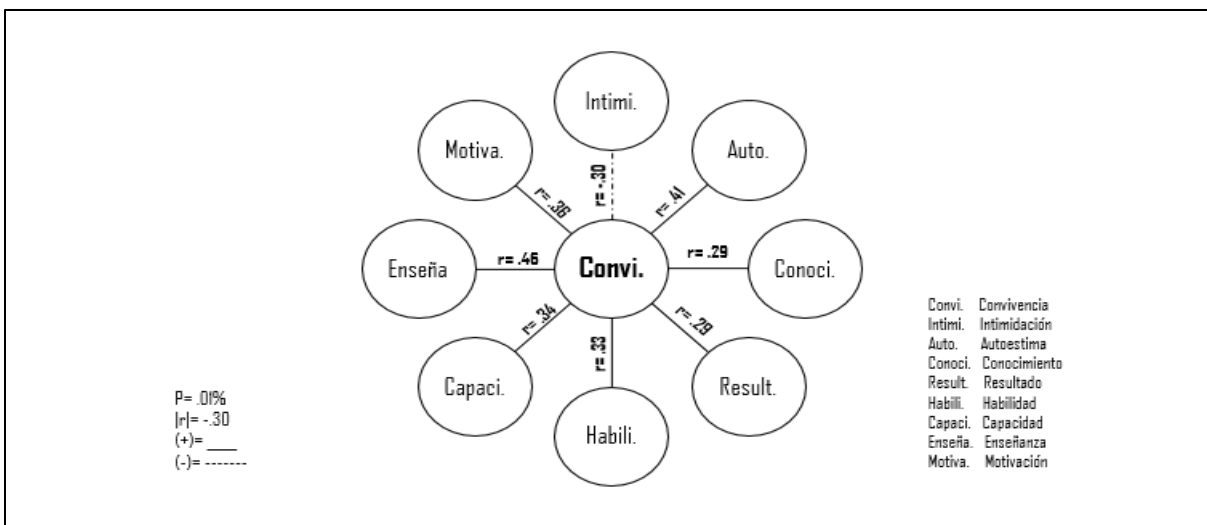 Intimi.
Motiva.
Auto.
r= -.30
r= .36
r= .41
Enseña
r= .46
Convi.
r= .29
Conoci.
r= .34
r= .33
r= .29
Capaci.
Habili.
Result.
P= .01%
|r|= -.30
(+)= ____
(-)= -------
Convi. Convivencia
Intimi. Intimidación
Auto. Autoestima
Conoci. Conocimiento
Result. Resultado
Habili. Habilidad
Capaci. Capacidad
Enseña. Enseñanza
Motiva. Motivación